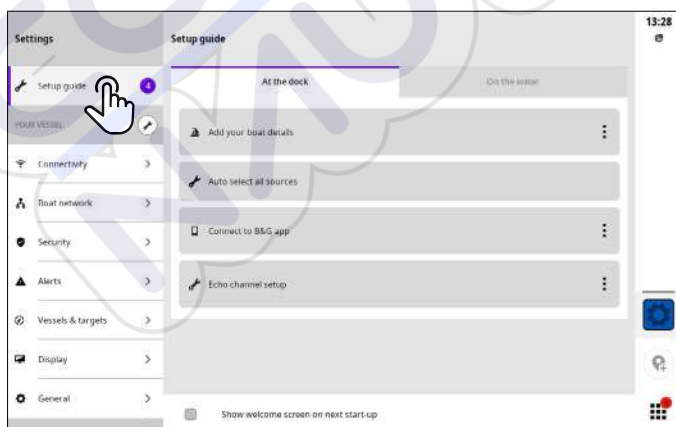 13:28
Settings
Setup guide
Setup guide
4
At the dock
On the water
YOUR VESSEL
Add your boat details
Connectivity
Auto select all sources
Boat network
Connect to B&G app
Security
Alerts
Echo channel setup
Vessels & targets
Display
General
Show welcome screen on next start-up